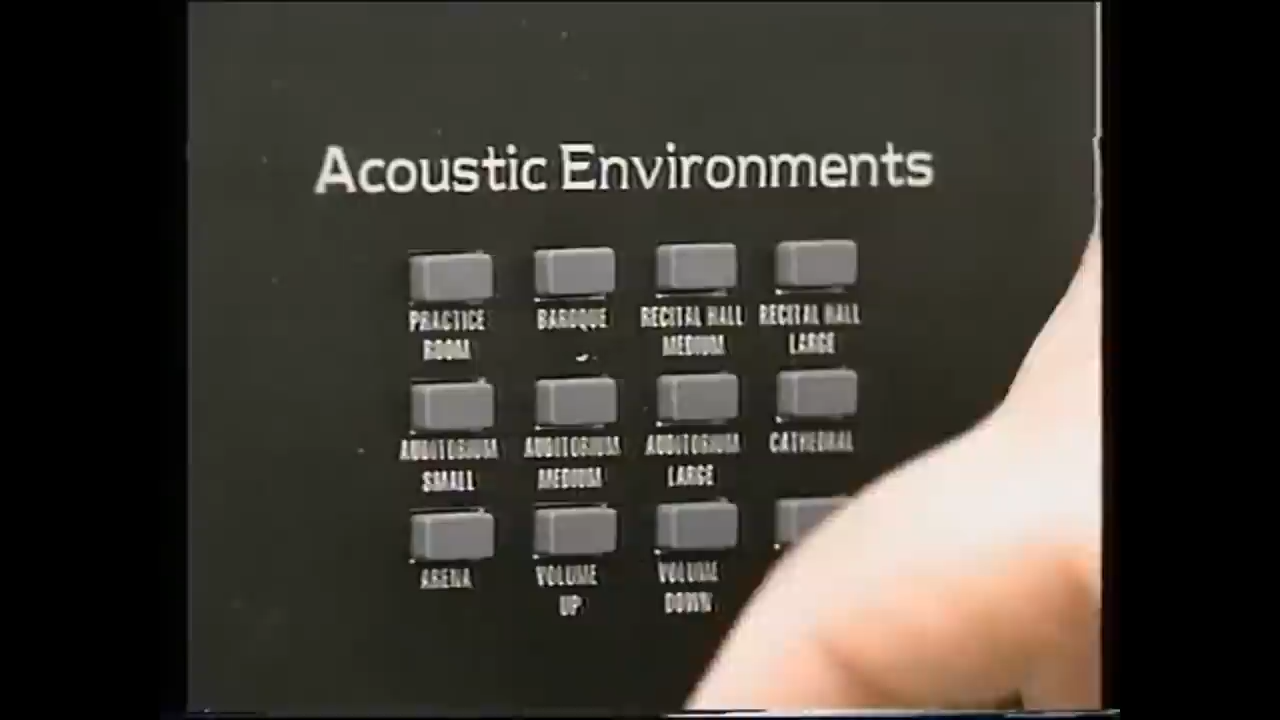 Acoustic Environments
PRACTICE ROOM
BAROQUE
RECITAL HALL MEDIUM
RECITAL HALL LARGE
AUDITORIUM SMALL
AUDITORIUM MEDIUM
AUDITORIUM LARGE
CATHEDRAL
ARENA
VOLUME UP
VOLUME DOWN